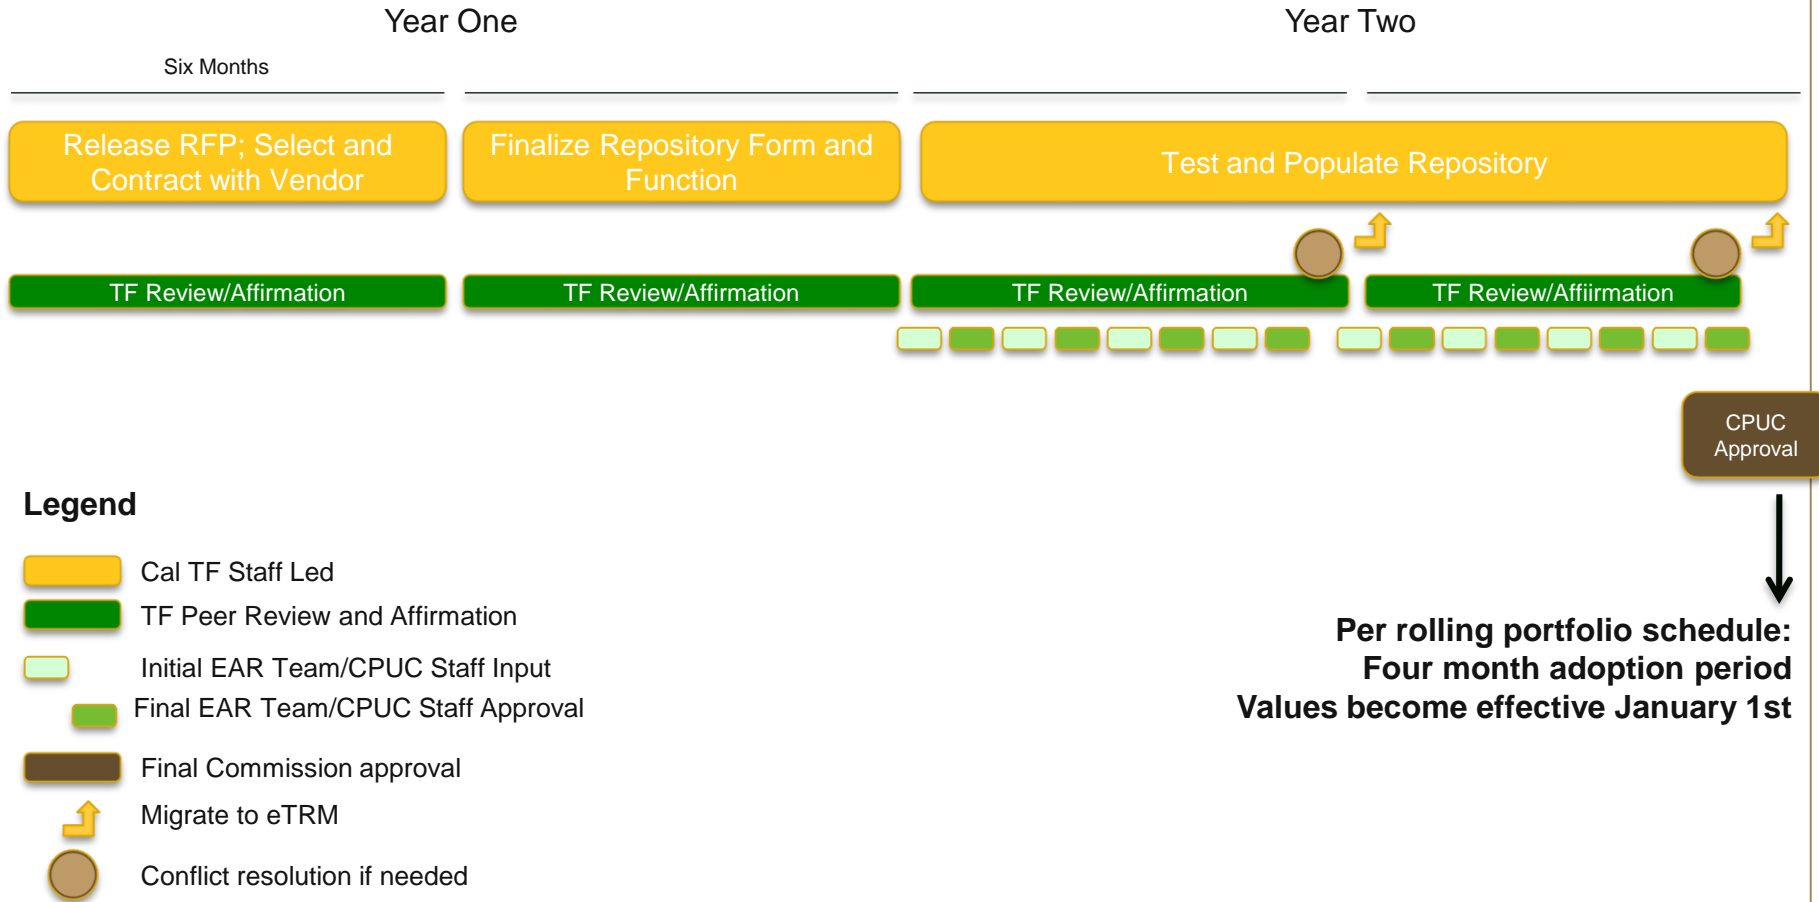 Year One
Year Two
Six Months
Release RFP; Select and
Contract with Vendor
Finalize Repository Form and
Function
Test and Populate Repository
TF Review/Affirmation
TF Review/Affirmation
TF Review/Affirmation
TF Review/Affiirmation
CPUC
Approval
Legend
Cal TF Staff Led
TF Peer Review and Affirmation
Initial EAR Team/CPUC Staff Input
Final EAR Team/CPUC Staff Approval
Final Commission approval
Migrate to eTRM
Conflict resolution if needed
Per rolling portfolio schedule:
Four month adoption period
Values become effective January 1st